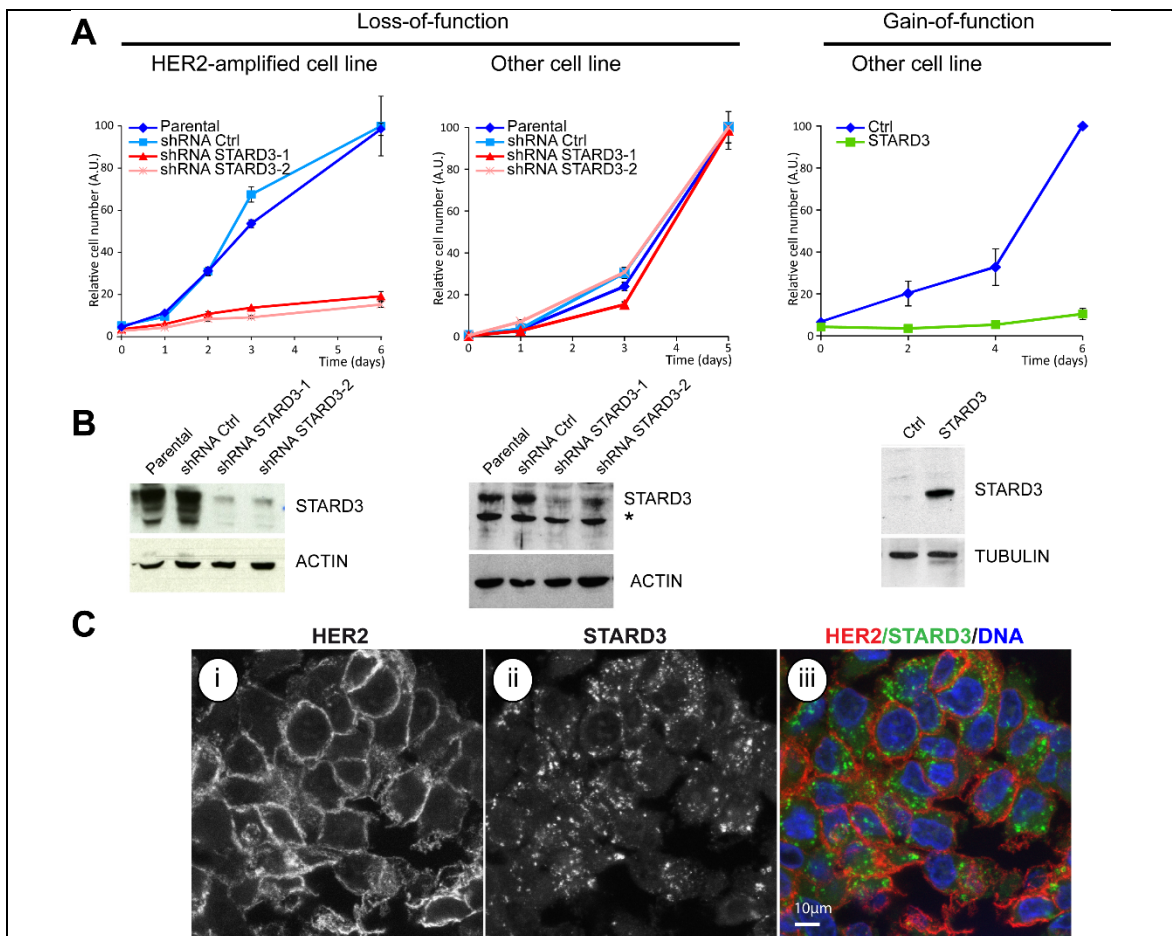 A
Loss-of-function
Gain-of-function
HER2-amplified cell line
Other cell line
Other cell line
Relative cell number (A.U.)
100
80
60
40
20
0
Parental
shRNA Ctrl
shRNA STARD3-1
shRNA STARD3-2
0 1 2 3 6
Time (days)
Relative cell number (A.U.)
100
80
60
40
20
0
Parental
shRNA Ctrl
shRNA STARD3-1
shRNA STARD3-2
0 1 2 3 5
Time (days)
Relative cell number (A.U.)
100
80
60
40
20
0
Ctrl
STARD3
0 2 4 6
Time (days)
B
Parental
shRNA Ctrl
shRNA STARD3-1
shRNA STARD3-2
STARD3
ACTIN
Parental
shRNA Ctrl
shRNA STARD3-1
shRNA STARD3-2
STARD3
*
ACTIN
Ctrl
STARD3
STARD3
TUBULIN
C
HER2
STARD3
HER2/STARD3/DNA
i
ii
iii
10µm